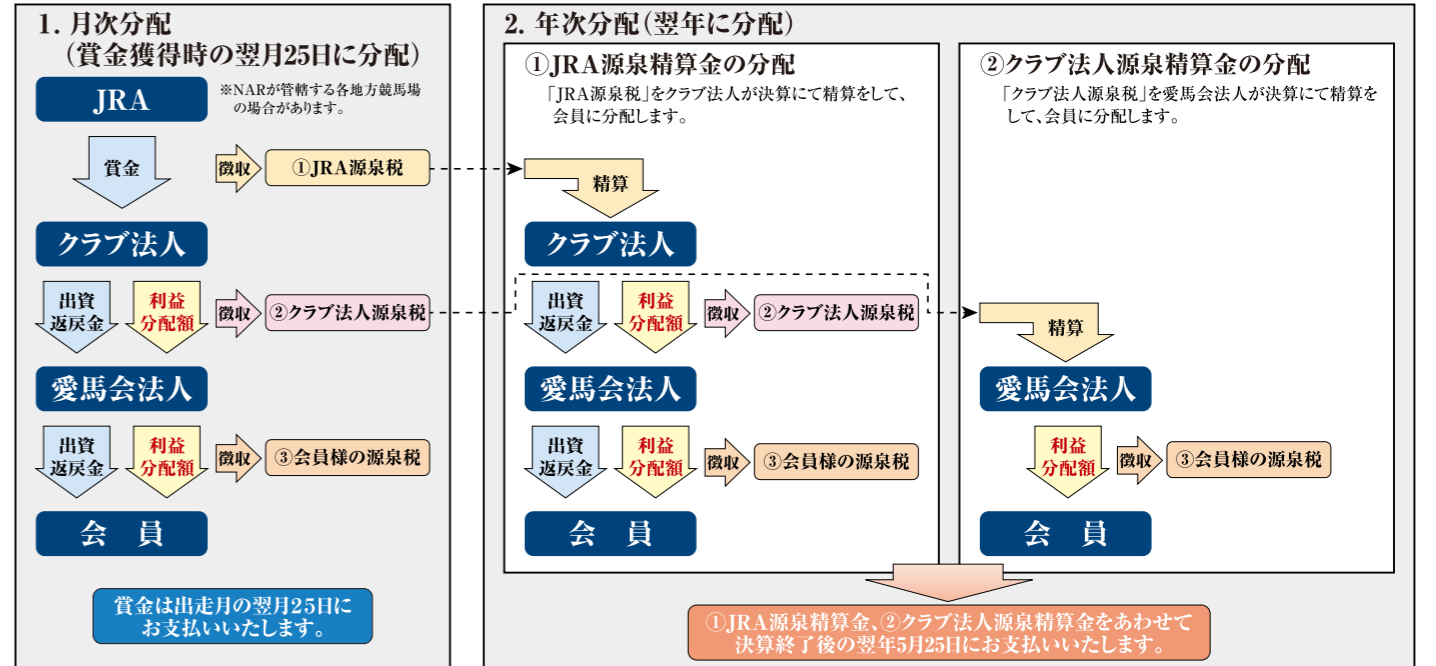 1. 月次分配
(賞金獲得時の翌月25日に分配)
JRA
※NARが管轄する各地方競馬場
の場合があります。
賞金
徴収
①JRA源泉税
クラブ法人
出資
返戻金
利益
分配額
徴収
②クラブ法人源泉税
愛馬会法人
出資
返戻金
利益
分配額
徴収
③会員様の源泉税
会 員
賞金は出走月の翌月25日に
お支払いいたします。
2. 年次分配(翌年に分配)
①JRA源泉精算金の分配
「JRA源泉税」をクラブ法人が決算にて精算をして、
会員に分配します。
精算
クラブ法人
出資
返戻金
利益
分配額
徴収
②クラブ法人源泉税
愛馬会法人
出資
返戻金
利益
分配額
徴収
③会員様の源泉税
会 員
②クラブ法人源泉精算金の分配
「クラブ法人源泉税」を愛馬会法人が決算にて精算を
して、会員に分配します。
精算
愛馬会法人
利益
分配額
徴収
③会員様の源泉税
会 員
①JRA源泉精算金、②クラブ法人源泉精算金をあわせて
決算終了後の翌年5月25日にお支払いいたします。